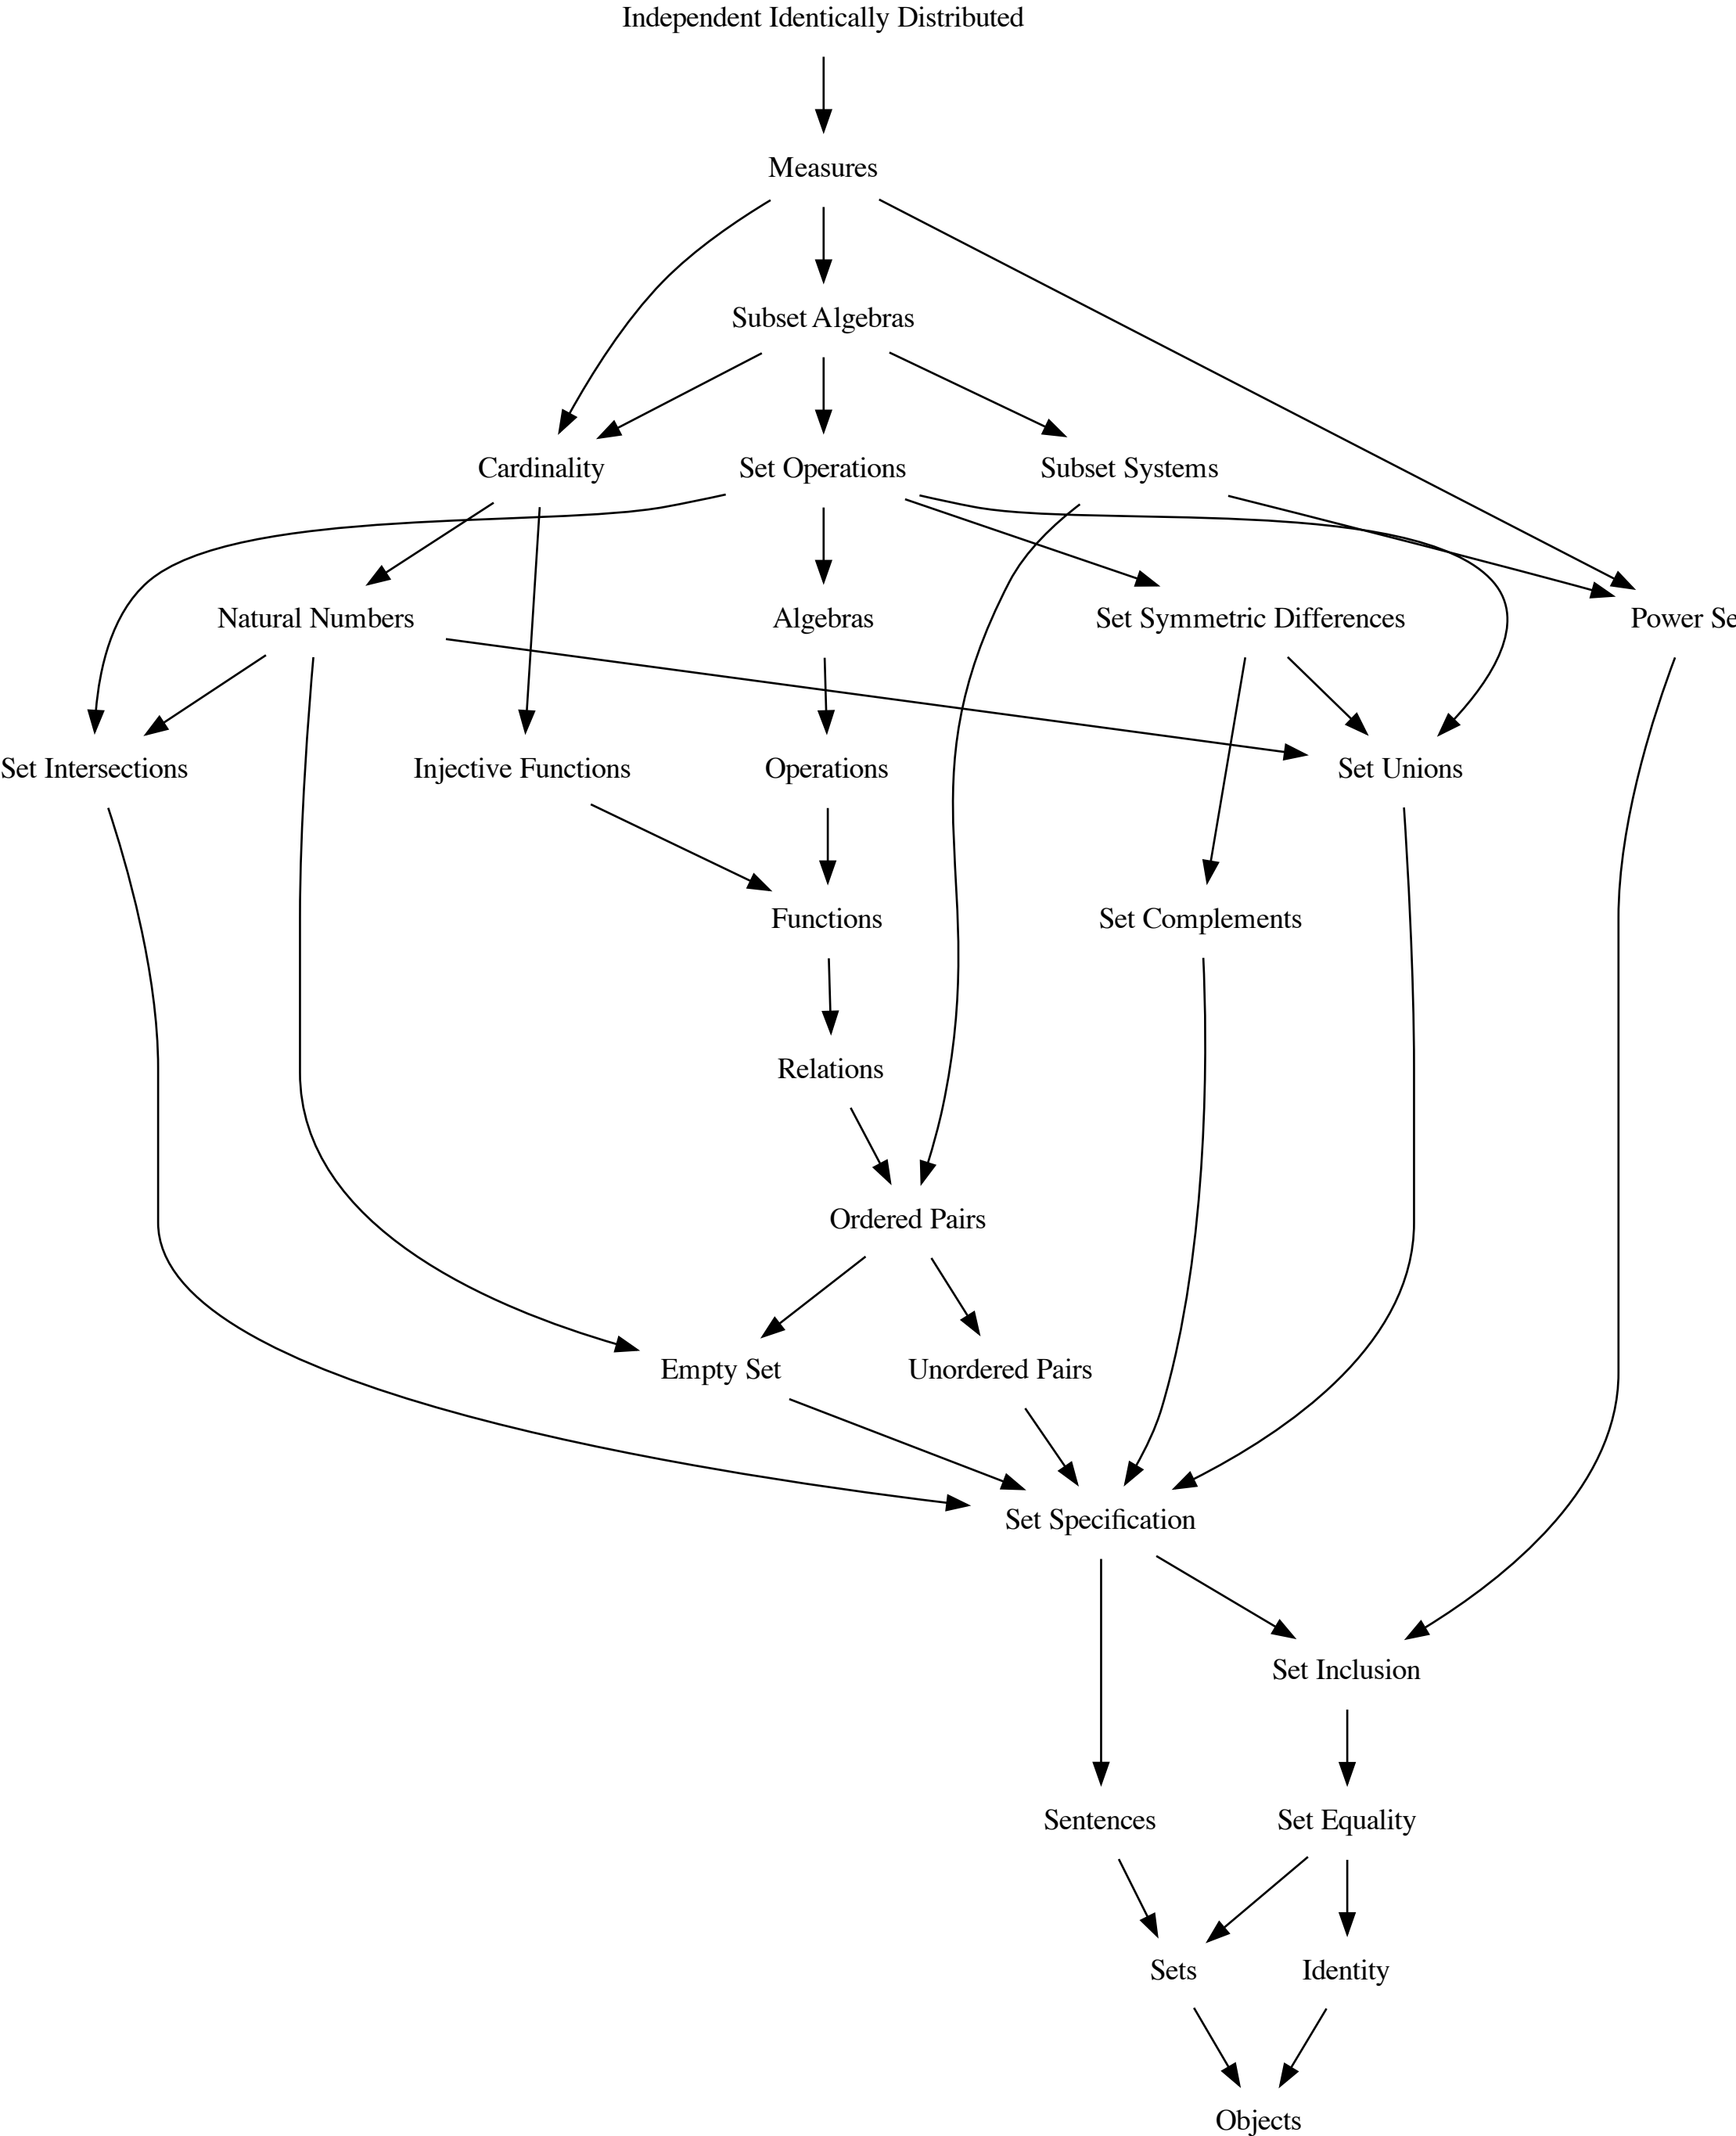 Independent Identically Distributed
Measures
Subset Algebras
Cardinality
Set Operations
Subset Systems
Natural Numbers
Algebras
Set Symmetric Differences
Power Se
Set Intersections
Injective Functions
Operations
Set Unions
Functions
Set Complements
Relations
Ordered Pairs
Empty Set
Unordered Pairs
Set Specification
Set Inclusion
Sentences
Set Equality
Sets
Identity
Objects